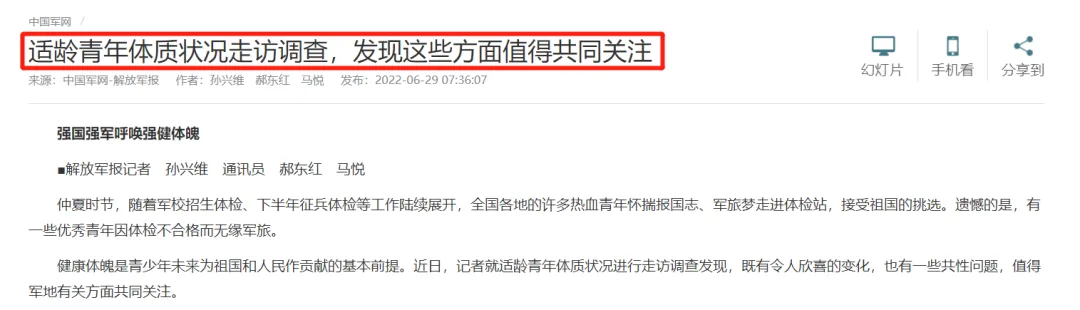 中国军网 /
适龄青年体质状况走访调查，发现这些方面值得共同关注
来源：中国军网-解放军报 作者：孙兴维 郝东红 马悦 发布：2022-06-29 07:36:07
幻灯片 手机看 分享到
强国强军呼唤强健体魄
■解放军报记者 孙兴维 通讯员 郝东红 马悦
仲夏时节，随着军校招生体检、下半年征兵体检等工作陆续展开，全国各地的许多热血青年怀揣报国志、军旅梦走进体检站，接受祖国的挑选。遗憾的是，有
一些优秀青年因体检不合格而无缘军旅。
健康体魄是青少年未来为祖国和人民作贡献的基本前提。近日，记者就适龄青年体质状况进行走访调查发现，既有令人欣喜的变化，也有一些共性问题，值得
军地有关方面共同关注。